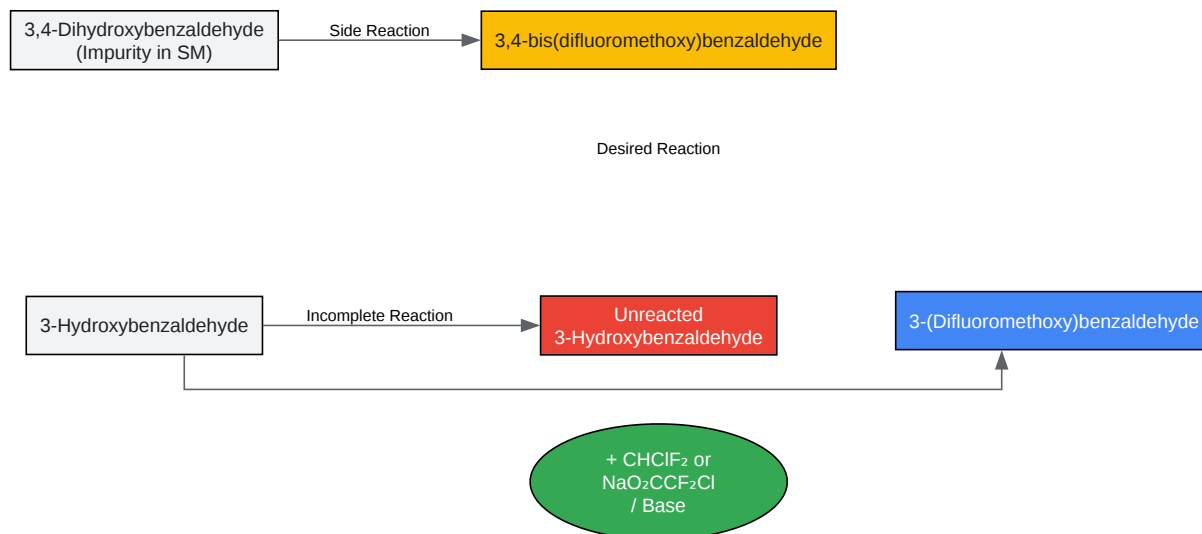 3,4-Dihydroxybenzaldehyde
(Impurity in SM)
Side Reaction
3,4-bis(difluoromethoxy)benzaldehyde
Desired Reaction
3-Hydroxybenzaldehyde
Incomplete Reaction
Unreacted
3-Hydroxybenzaldehyde
3-(Difluoromethoxy)benzaldehyde
+ CHClF₂ or
NaO₂CCF₂Cl
/ Base